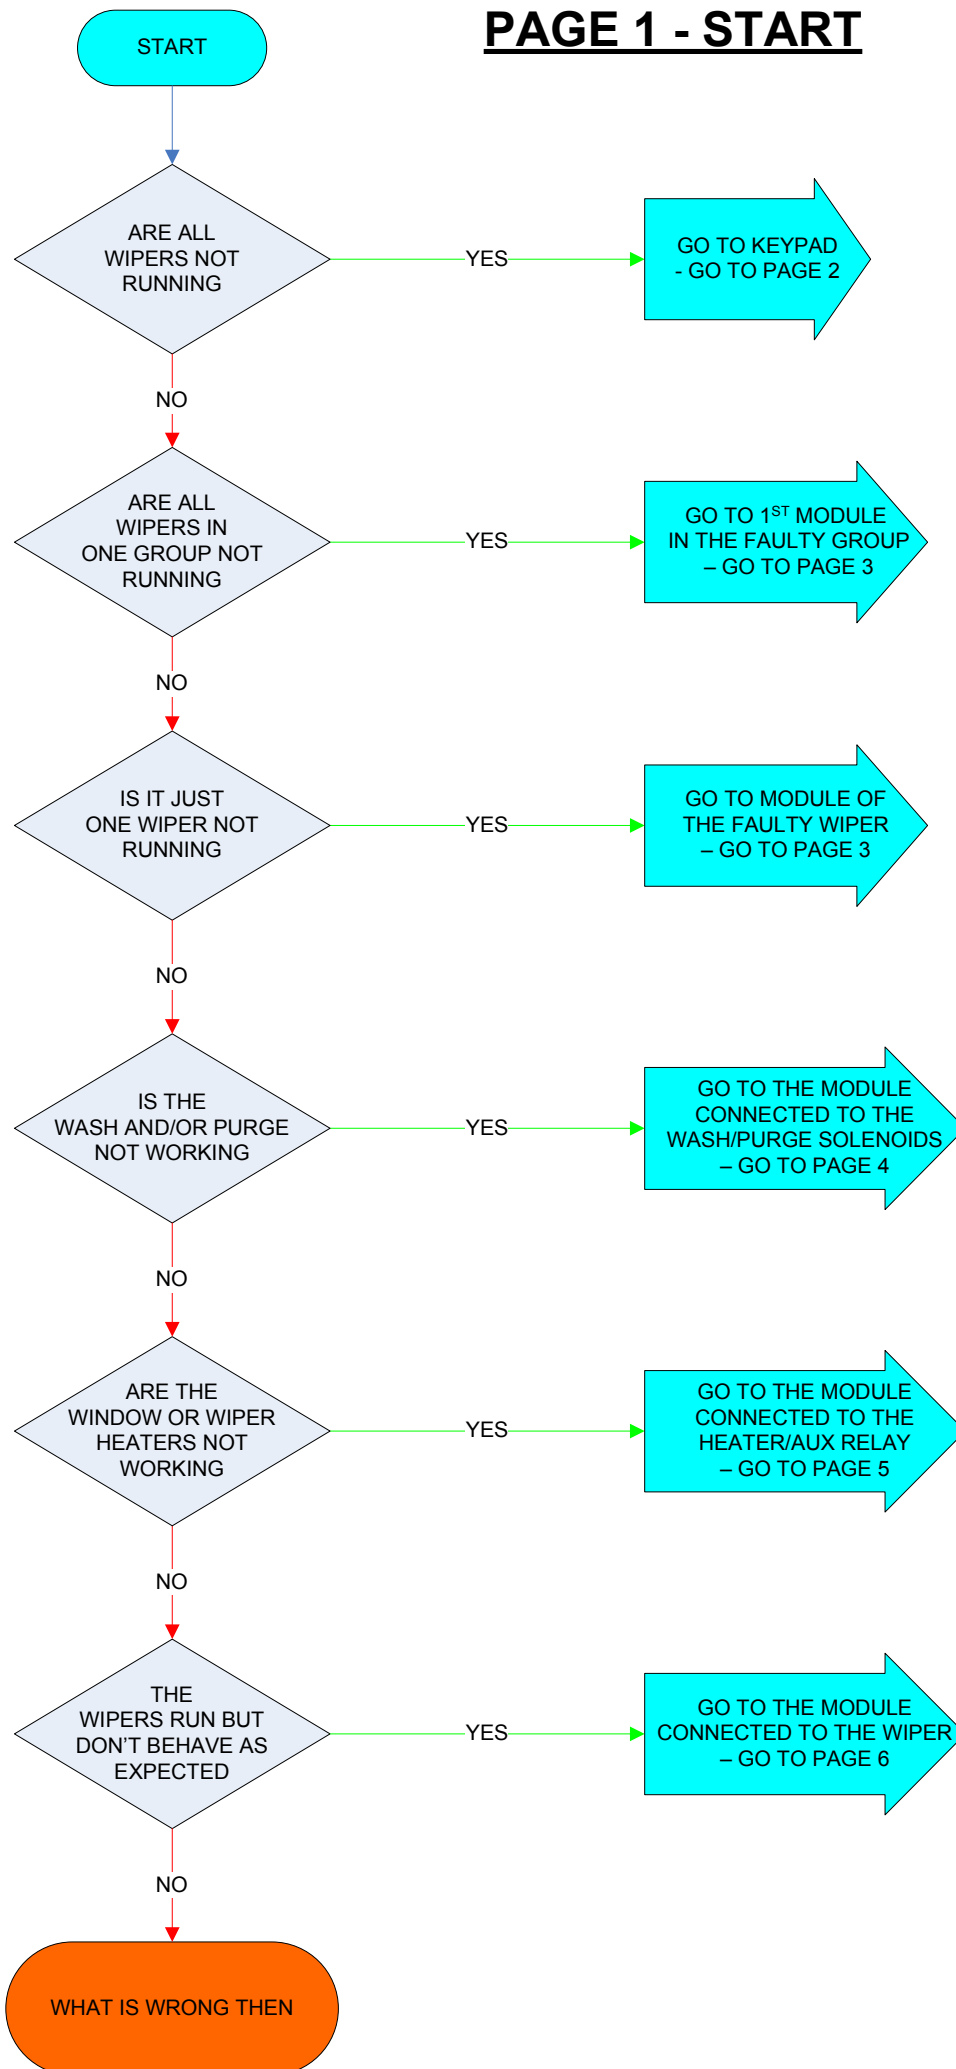 PAGE 1 - START
START
ARE ALL
WIPERS NOT
RUNNING
YES
GO TO KEYPAD
- GO TO PAGE 2
NO
ARE ALL
WIPERS IN
ONE GROUP NOT
RUNNING
YES
GO TO 1ST MODULE
IN THE FAULTY GROUP
– GO TO PAGE 3
NO
IS IT JUST
ONE WIPER NOT
RUNNING
YES
GO TO MODULE OF
THE FAULTY WIPER
– GO TO PAGE 3
NO
IS THE
WASH AND/OR PURGE
NOT WORKING
YES
GO TO THE MODULE
CONNECTED TO THE
WASH/PURGE SOLENOIDS
– GO TO PAGE 4
NO
ARE THE
WINDOW OR WIPER
HEATERS NOT
WORKING
YES
GO TO THE MODULE
CONNECTED TO THE
HEATER/AUX RELAY
– GO TO PAGE 5
NO
THE
WIPERS RUN BUT
DON'T BEHAVE AS
EXPECTED
YES
GO TO THE MODULE
CONNECTED TO THE WIPER
– GO TO PAGE 6
NO
WHAT IS WRONG THEN